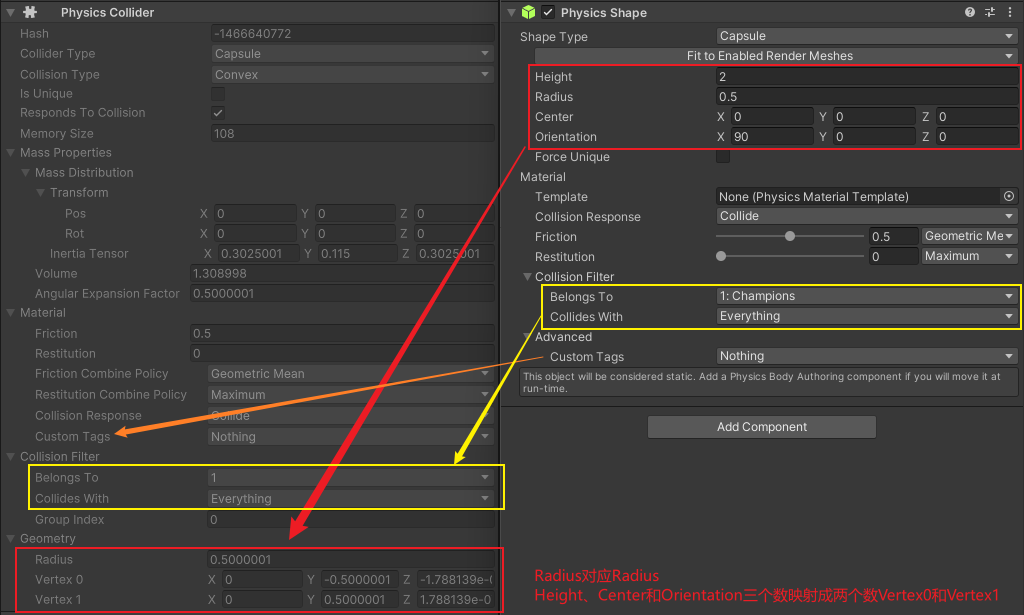 Physics Collider
Hash -1466640772
Collider Type Capsule
Collision Type Convex
Is Unique
Responds To Collision
Memory Size 108
Mass Properties
Mass Distribution
Transform
Pos X 0 Y 0 Z 0
Rot X 0 Y 0 Z 0
Inertia Tensor X 0.3025001 Y 0.115 Z 0.3025001
Volume 1.308998
Angular Expansion Factor 0.5000001
Material
Friction 0.5
Restitution 0
Friction Combine Policy Geometric Mean
Restitution Combine Policy Maximum
Collision Response Collide
Custom Tags Nothing
Collision Filter
Belongs To 1
Collides With Everything
Group Index 0
Geometry
Radius 0.5000001
Vertex 0 X 0 Y -0.5000001 Z -1.788139e-0
Vertex 1 X 0 Y 0.5000001 Z 1.788139e-0
Physics Shape
Shape Type Capsule
Fit to Enabled Render Meshes
Height 2
Radius 0.5
Center X 0 Y 0 Z 0
Orientation X 90 Y 0 Z 0
Force Unique
Material
Template None (Physics Material Template)
Collision Response Collide
Friction 0.5 Geometric Me
Restitution 0 Maximum
Collision Filter
Belongs To 1: Champions
Collides With Everything
Advanced
Custom Tags Nothing
This object will be considered static. Add a Physics Body Authoring component if you will move it at
run-time.
Add Component
Radius对应Radius
Height、Center和Orientation三个数映射成两个数Vertex0和Vertex1